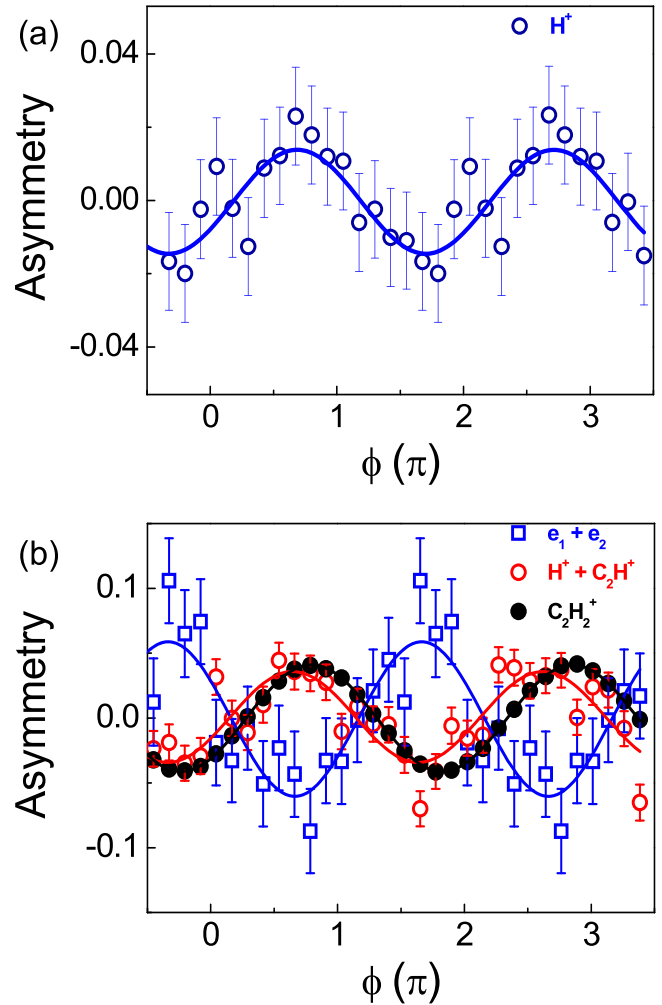 (a)
H⁺
0.04
0.00
-0.04
Asymmetry
0 1 2 3
ϕ (π)
(b)
e₁ + e₂
H⁺ + C₂H⁺
C₂H₂⁺
0.1
0.0
-0.1
Asymmetry
0 1 2 3
ϕ (π)